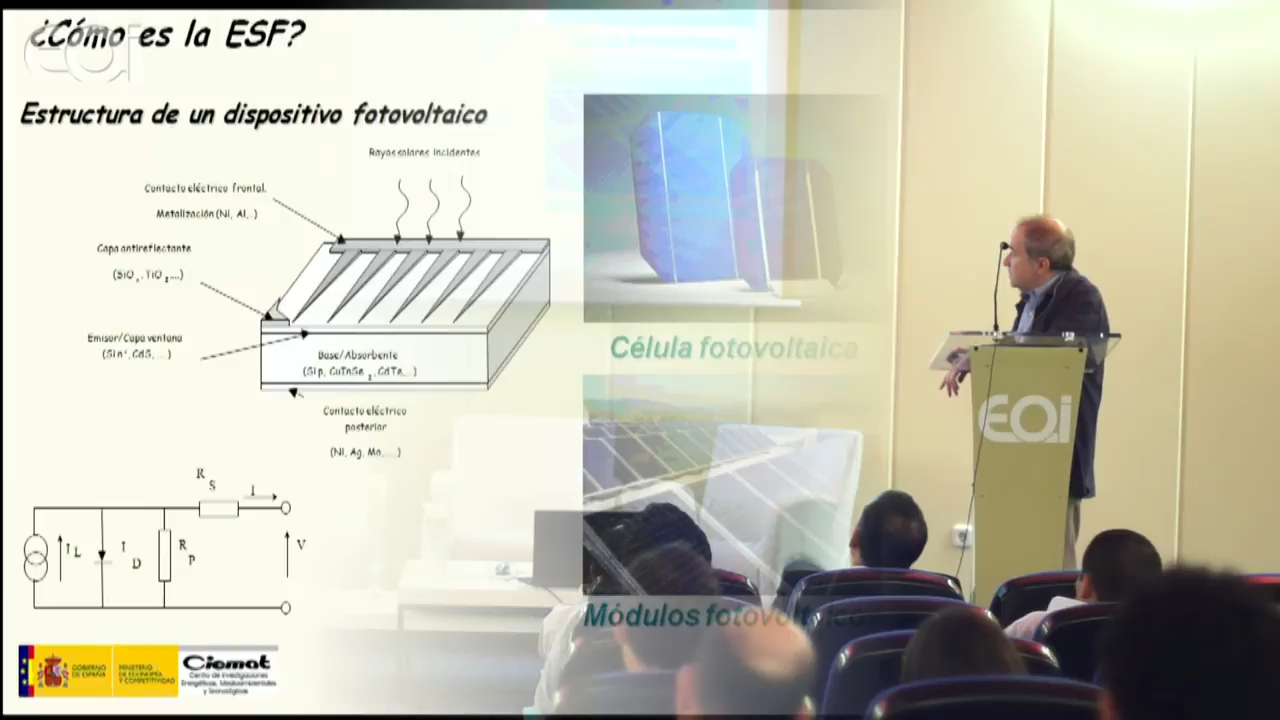 ¿Cómo es la ESF?
eoi
Estructura de un dispositivo fotovoltaico
Rayos solares incidentes
Contacto eléctrico frontal.
Metalización (Ni, Al,..)
Capa antireflectante
(SiO x, TiO 2 ....)
Emisor/Capa ventana
(Si n+, CdS, ...)
Base/Absorbente
(Si p, CuInSe 2, CdTe,...)
Contacto eléctrico
posterior
(Ni, Ag, Mo, ...)
Célula fotovoltaica
Módulos fotovoltaicos
EOi
R S
I
I L
I D
R P
V
GOBIERNO
DE ESPAÑA
MINISTERIO
DE ECONOMÍA
Y COMPETITIVIDAD
Ciemat
Centro de Investigaciones
Energéticas, Medioambientales
y Tecnológicas